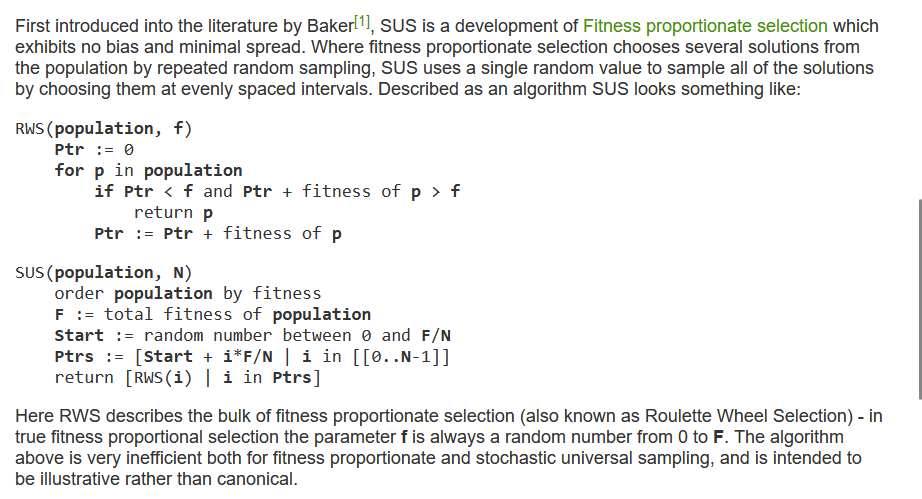 First introduced into the literature by Baker[1], SUS is a development of Fitness proportionate selection which
exhibits no bias and minimal spread. Where fitness proportionate selection chooses several solutions from
the population by repeated random sampling, SUS uses a single random value to sample all of the solutions
by choosing them at evenly spaced intervals. Described as an algorithm SUS looks something like:
RWS(population, f)
    Ptr := 0
    for p in population
        if Ptr < f and Ptr + fitness of p > f
            return p
        Ptr := Ptr + fitness of p
SUS(population, N)
    order population by fitness
    F := total fitness of population
    Start := random number between 0 and F/N
    Ptrs := [Start + i*F/N | i in [[0..N-1]]
    return [RWS(i) | i in Ptrs]
Here RWS describes the bulk of fitness proportionate selection (also known as Roulette Wheel Selection) - in
true fitness proportional selection the parameter f is always a random number from 0 to F. The algorithm
above is very inefficient both for fitness proportionate and stochastic universal sampling, and is intended to
be illustrative rather than canonical.